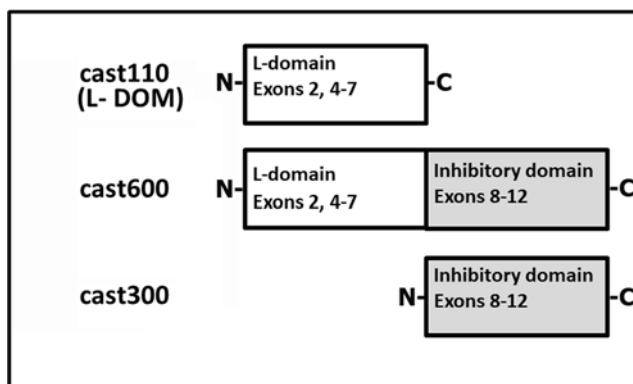 cast110
(L- DOM)
N-
L-domain
Exons 2, 4-7
-C
cast600
N-
L-domain
Exons 2, 4-7
Inhibitory domain
Exons 8-12
-C
cast300
N-
Inhibitory domain
Exons 8-12
-C